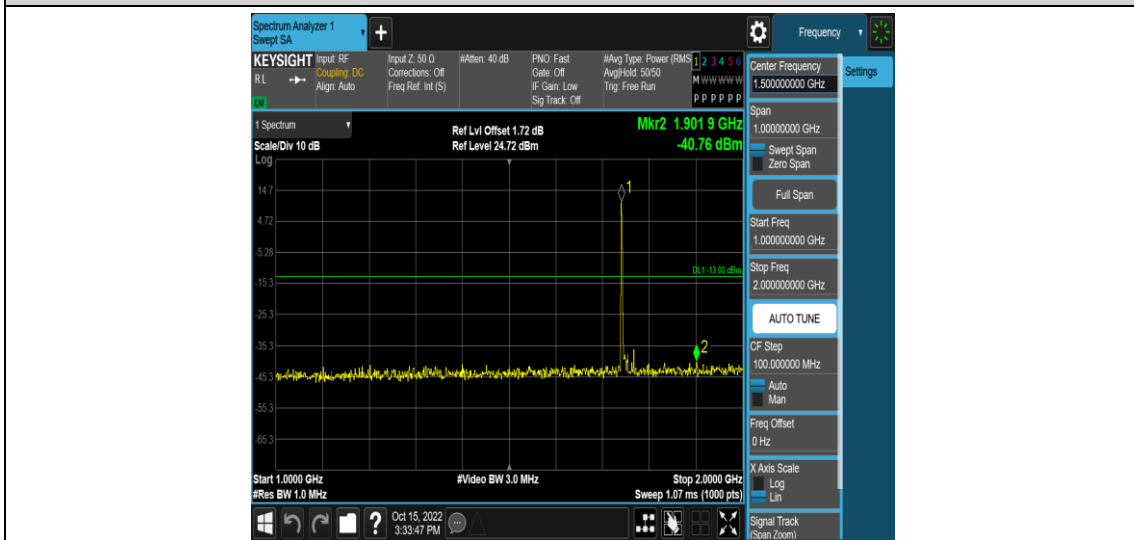 Spectrum Analyzer 1
Swept SA
+
Frequency
KEYSIGHT
RL
Input: RF
Coupling: DC
Align: Auto
Input Z: 50 Ω
Corrections: Off
Freq Ref: Int (S)
#Atten: 40 dB
PNO: Fast
Gate: Off
IF Gain: Low
Sig Track: Off
#Avg Type: Power (RMS
Avg|Hold: 50/50
Trig: Free Run
1 2 3 4 5 6
M W W W W W
P P P P P P
1 Spectrum
Scale/Div 10 dB
Ref Lvl Offset 1.72 dB
Ref Level 24.72 dBm
Mkr2 1.901 9 GHz
-40.76 dBm
Log
14.7
4.72
-5.28
-15.3
-25.3
-35.3
-45.3
-55.3
-65.3
1
DL1 -13.00 dBm
2
Start 1.0000 GHz
#Res BW 1.0 MHz
#Video BW 3.0 MHz
Stop 2.0000 GHz
Sweep 1.07 ms (1000 pts)
Center Frequency
1.500000000 GHz
Settings
Span
1.00000000 GHz
Swept Span
Zero Span
Full Span
Start Freq
1.000000000 GHz
Stop Freq
2.000000000 GHz
AUTO TUNE
CF Step
100.000000 MHz
Auto
Man
Freq Offset
0 Hz
X Axis Scale
Log
Lin
Signal Track
(Span Zoom)
?
Oct 15, 2022
3:33:47 PM